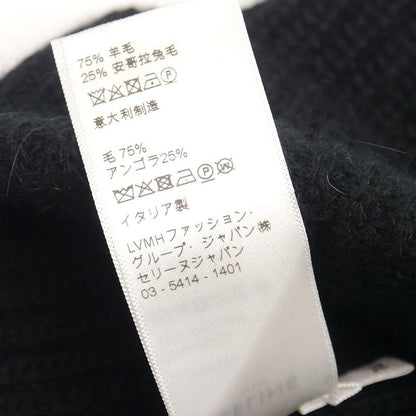 75% 羊毛
25% 安哥拉兔毛
意大利制造
毛 75%
アンゴラ25%
イタリア製
LVMHファッション・
グループ・ジャパン㈱
セリーヌジャパン
03 - 5414 - 1401